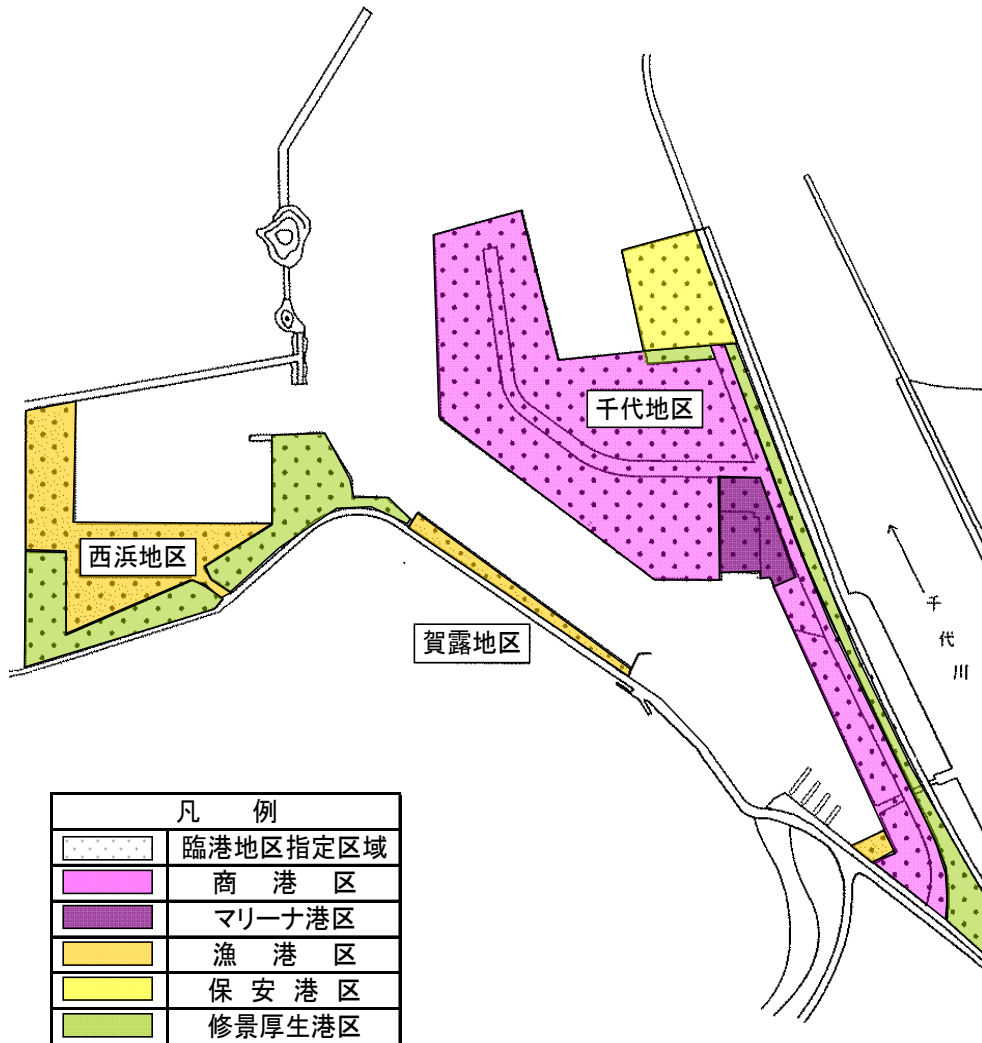 千代地区
西浜地区
賀露地区
千
代
川
凡 例
臨港地区指定区域
商 港 区
マリーナ港区
漁 港 区
保 安 港 区
修景厚生港区